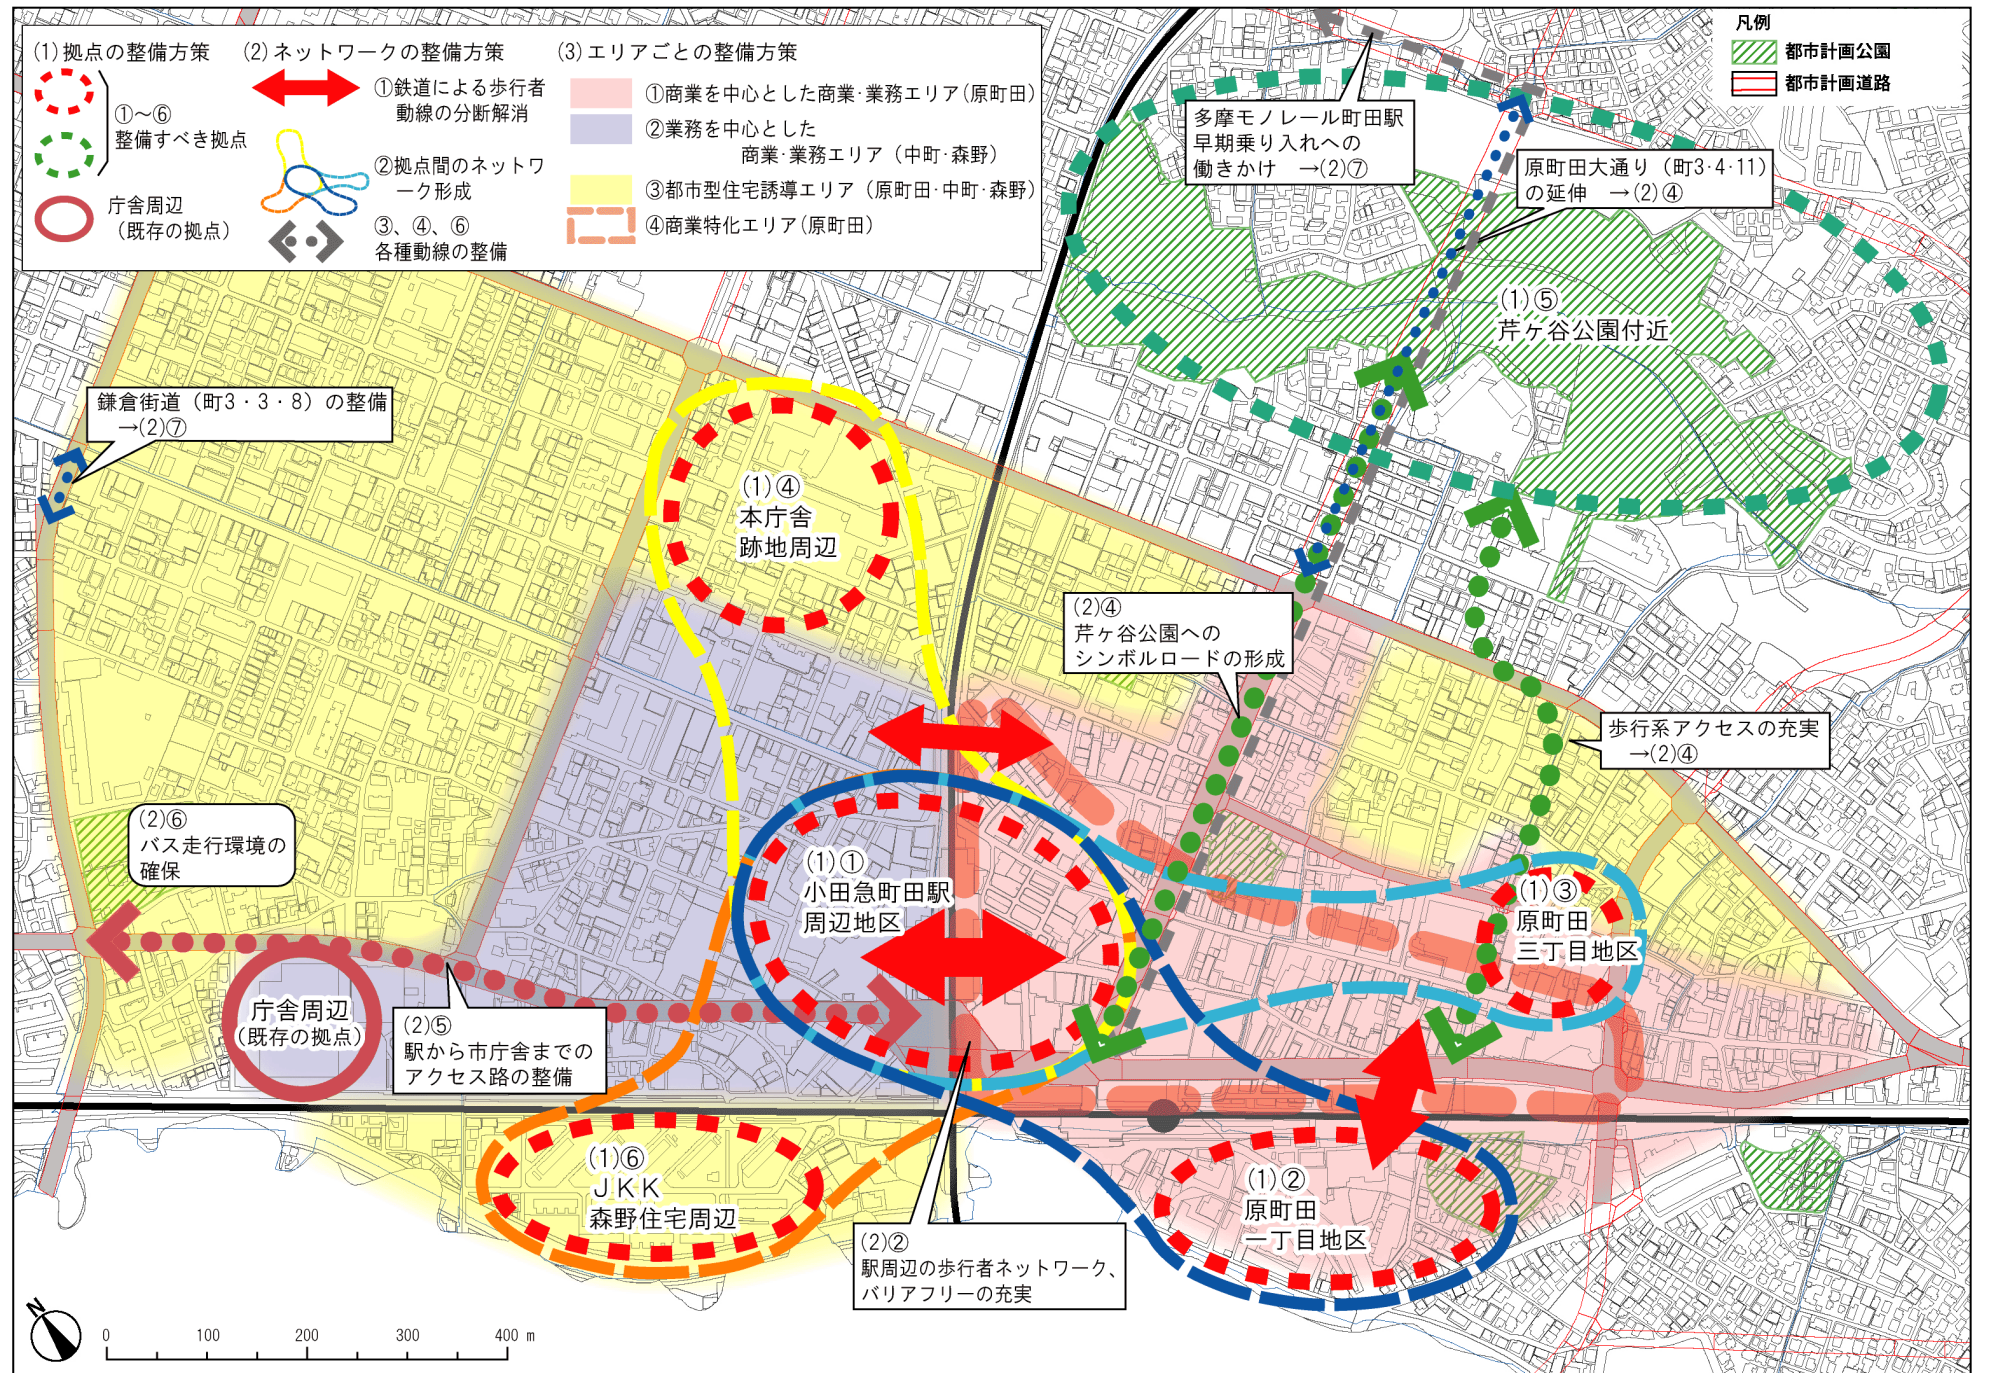 (1)拠点の整備方策
①～⑥
整備すべき拠点
庁舎周辺
(既存の拠点)
(2)ネットワークの整備方策
①鉄道による歩行者
動線の分断解消
②拠点間のネットワ
ーク形成
③、④、⑥
各種動線の整備
(3)エリアごとの整備方策
①商業を中心とした商業・業務エリア(原町田)
②業務を中心とした
商業・業務エリア(中町・森野)
③都市型住宅誘導エリア(原町田・中町・森野)
④商業特化エリア(原町田)
凡例
都市計画公園
都市計画道路
多摩モノレール町田駅
早期乗り入れへの
働きかけ →(2)⑦
原町田大通り(町3・4・11)
の延伸 →(2)④
(1)⑤
芹ヶ谷公園付近
鎌倉街道(町3・3・8)の整備
→(2)⑦
(1)④
本庁舎
跡地周辺
(2)④
芹ヶ谷公園への
シンボルロードの形成
歩行系アクセスの充実
→(2)④
(2)⑥
バス走行環境の
確保
(1)①
小田急町田駅
周辺地区
(1)③
原町田
三丁目地区
庁舎周辺
(既存の拠点)
(2)⑤
駅から市庁舎までの
アクセス路の整備
(1)⑥
JKK
森野住宅周辺
(1)②
原町田
一丁目地区
(2)②
駅周辺の歩行者ネットワーク、
バリアフリーの充実
N
0 100 200 300 400 m